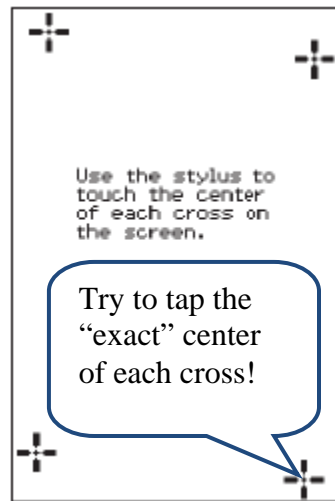 Use the stylus to
touch the center
of each cross on
the screen.
Try to tap the
“exact” center
of each cross!